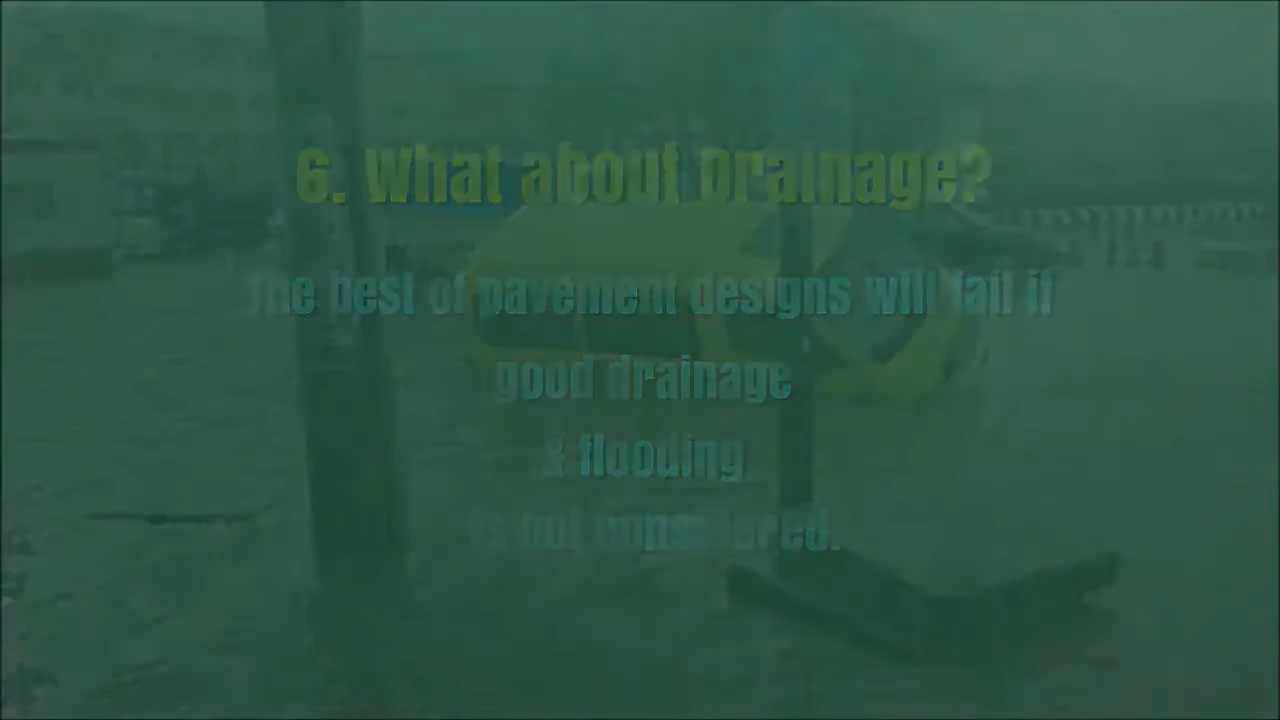 6. What about Drainage?
The best of pavement designs will fail if
good drainage
& flooding
is not considered.